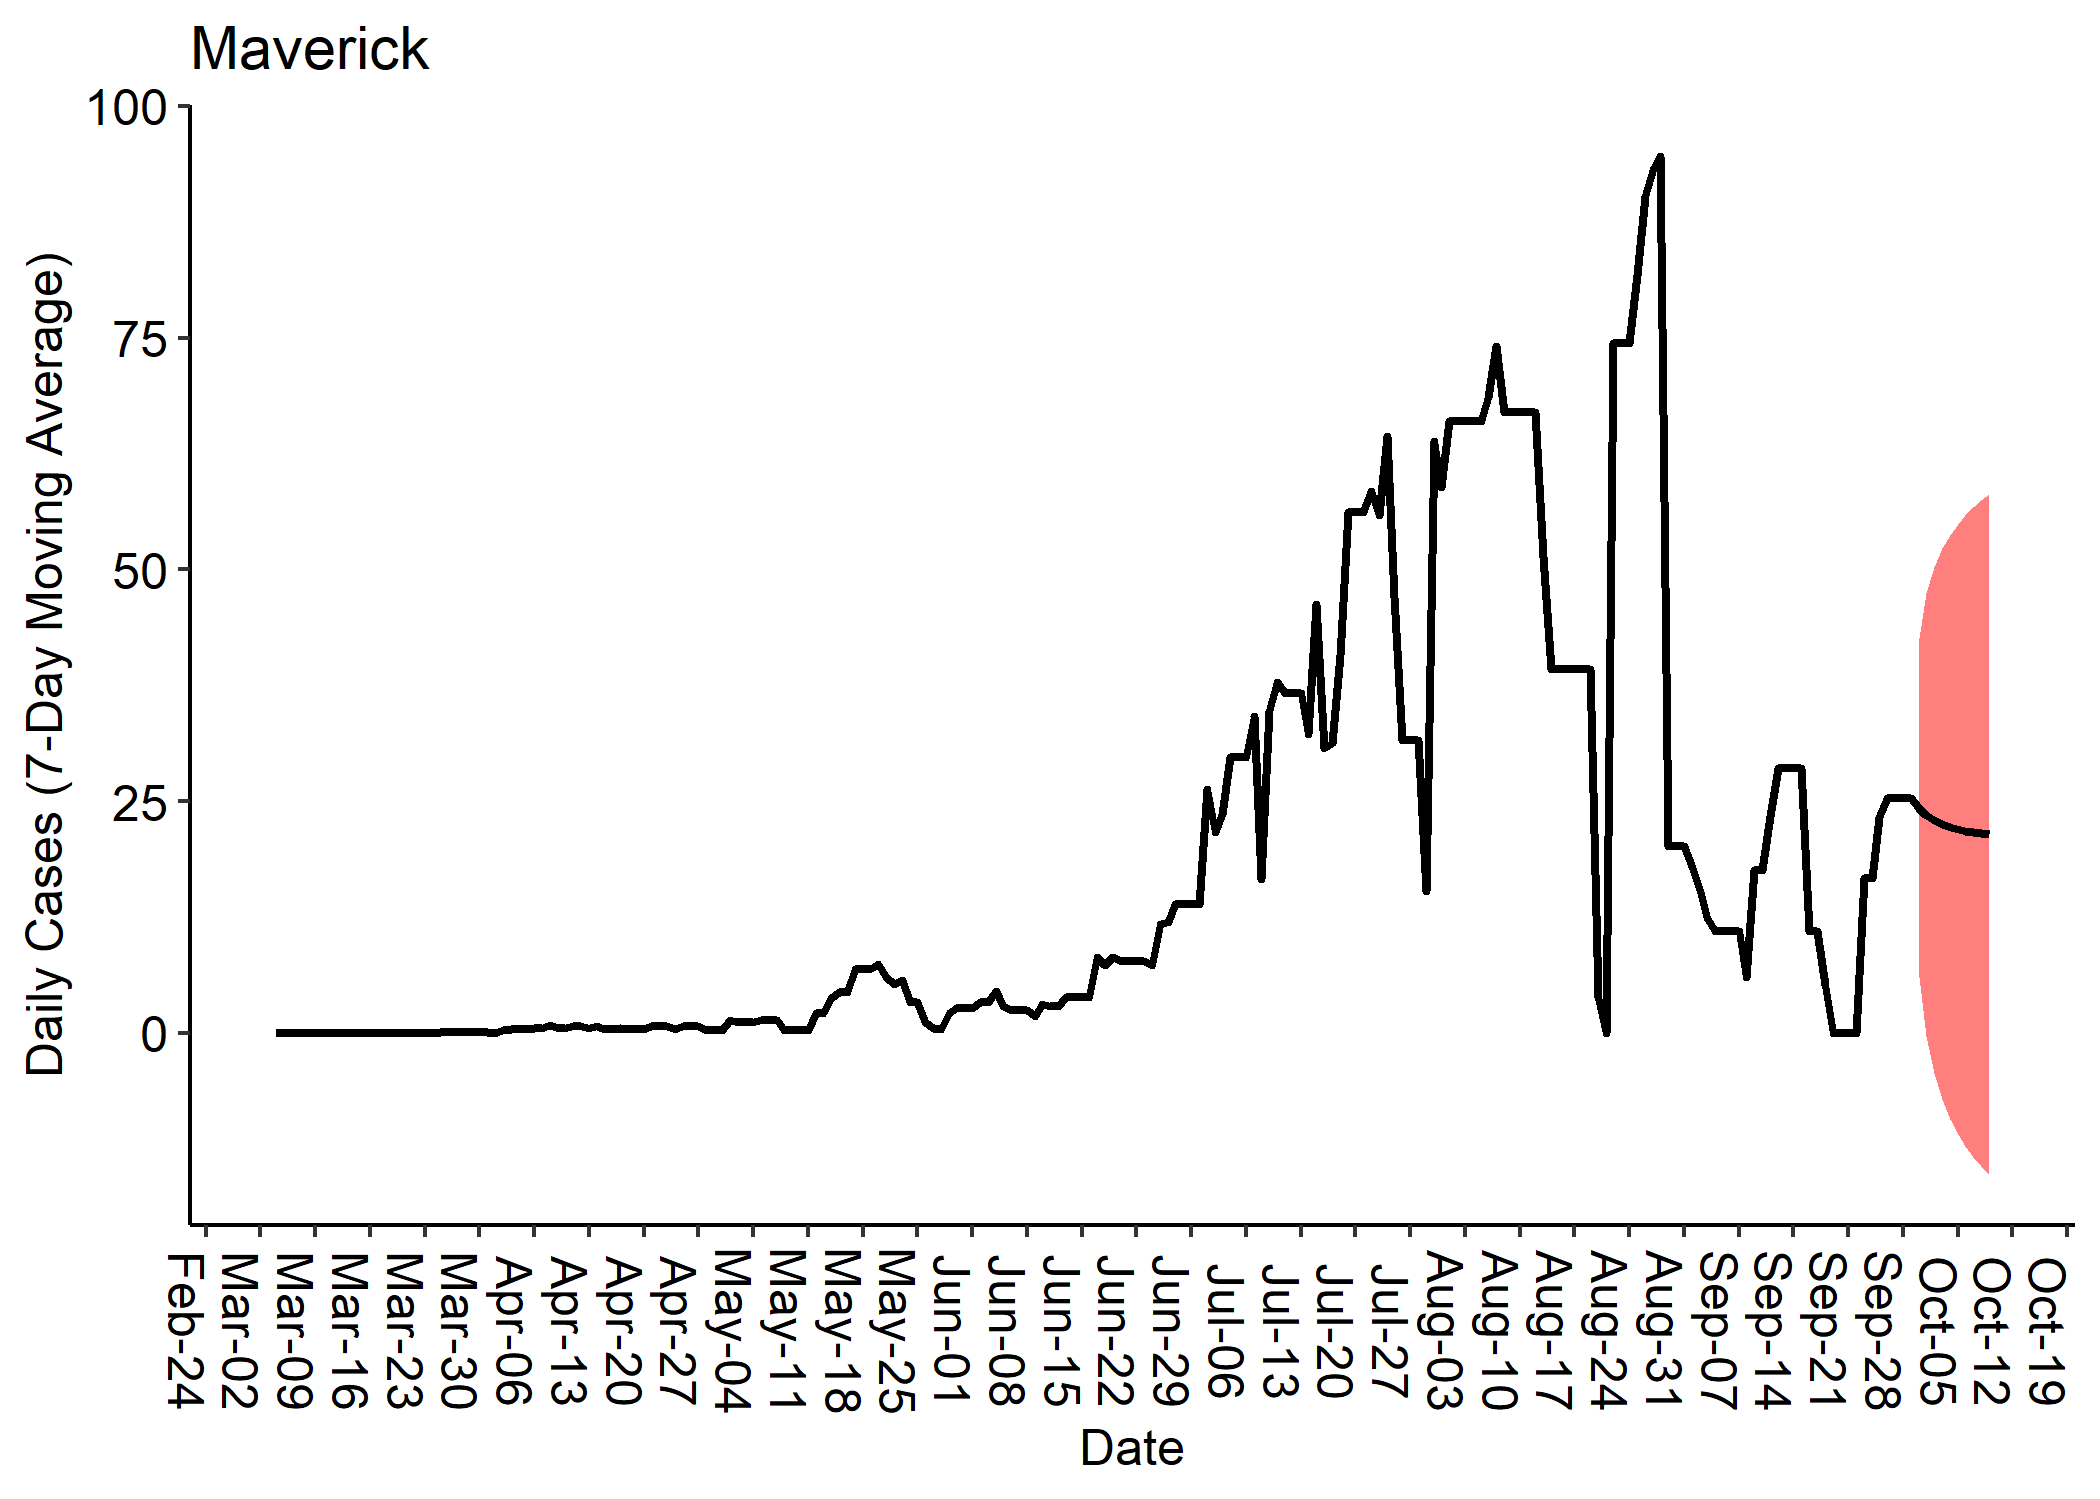 Maverick
100
75
50
25
0
Daily Cases (7-Day Moving Average)
Feb-24
Mar-02
Mar-09
Mar-16
Mar-23
Mar-30
Apr-06
Apr-13
Apr-20
Apr-27
May-04
May-11
May-18
May-25
Jun-01
Jun-08
Jun-15
Jun-22
Jun-29
Jul-06
Jul-13
Jul-20
Jul-27
Aug-03
Aug-10
Aug-17
Aug-24
Aug-31
Sep-07
Sep-14
Sep-21
Sep-28
Oct-05
Oct-12
Oct-19
Date